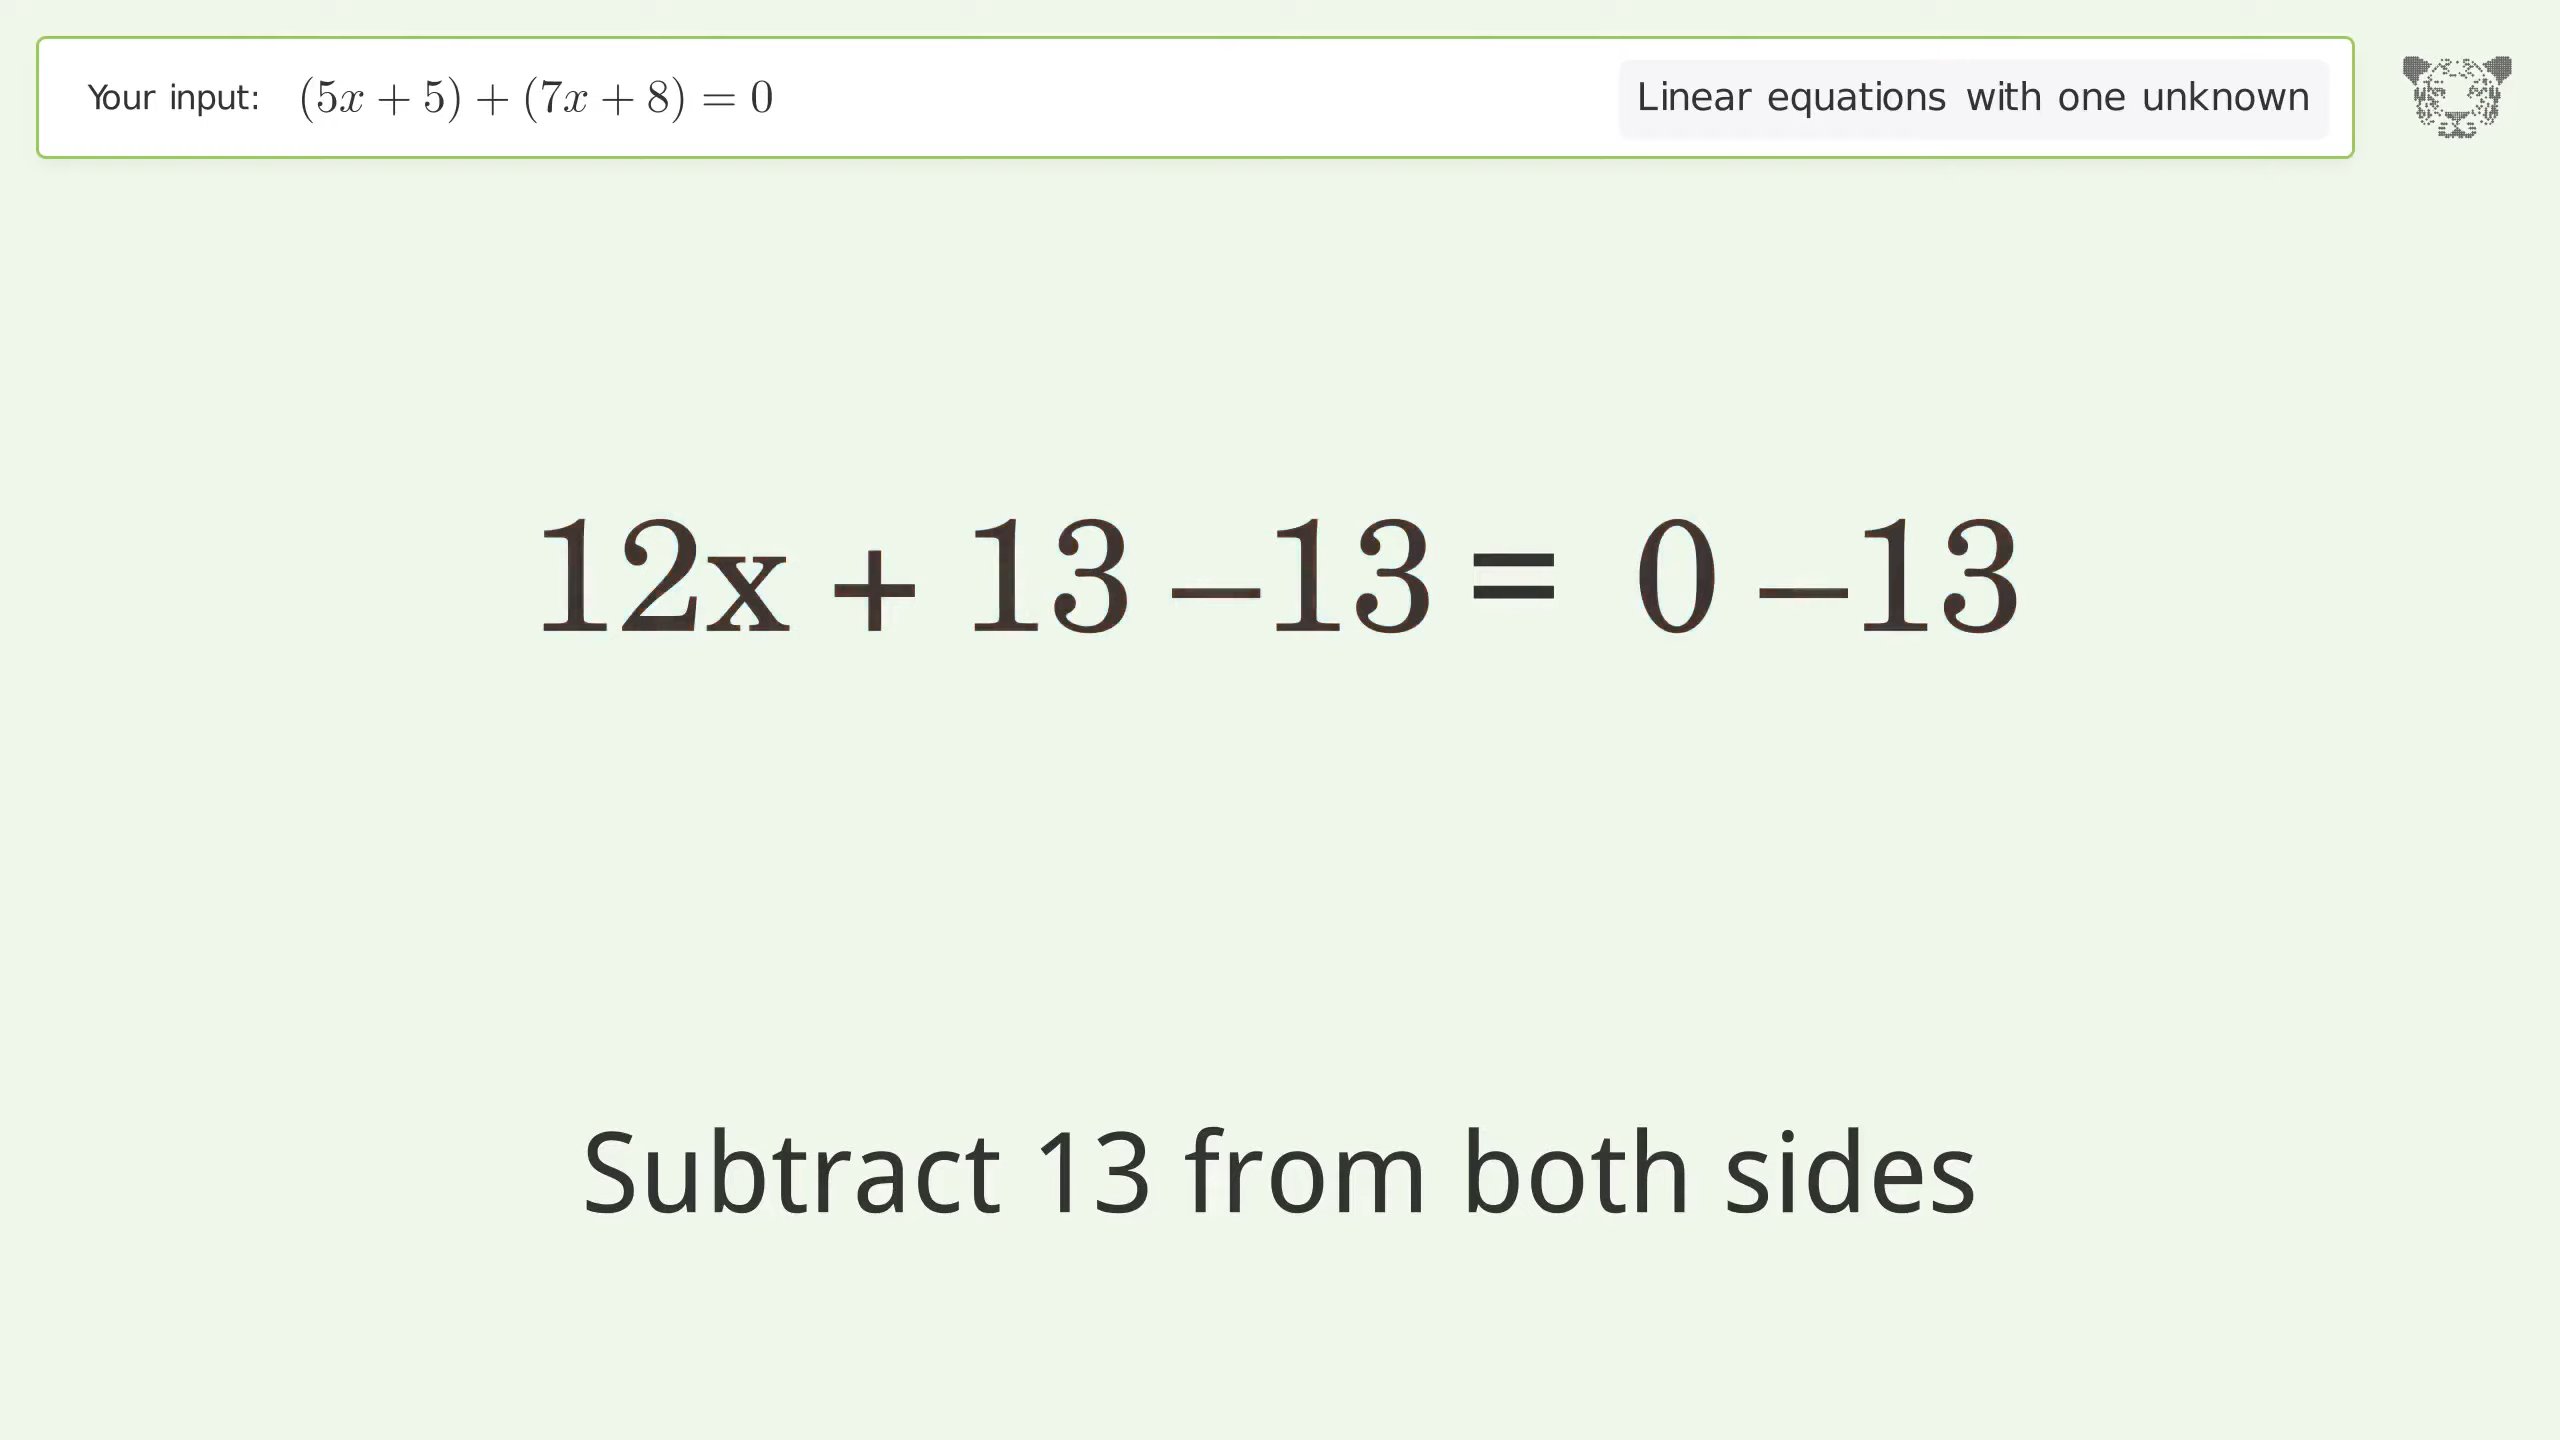 Your input: (5x + 5) + (7x + 8) = 0
Linear equations with one unknown
12x + 13 –13 = 0 –13
Subtract 13 from both sides